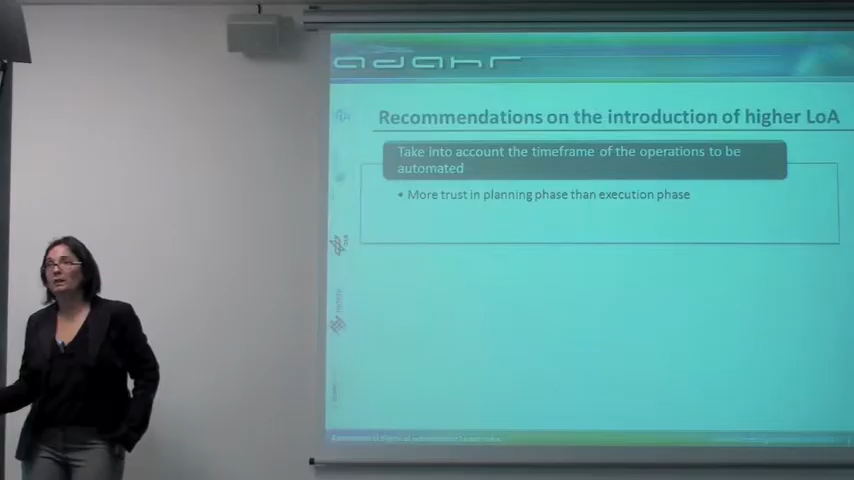 adahr
Recommendations on the introduction of higher LoA
Take into account the timeframe of the operations to be
automated
• More trust in planning phase than execution phase